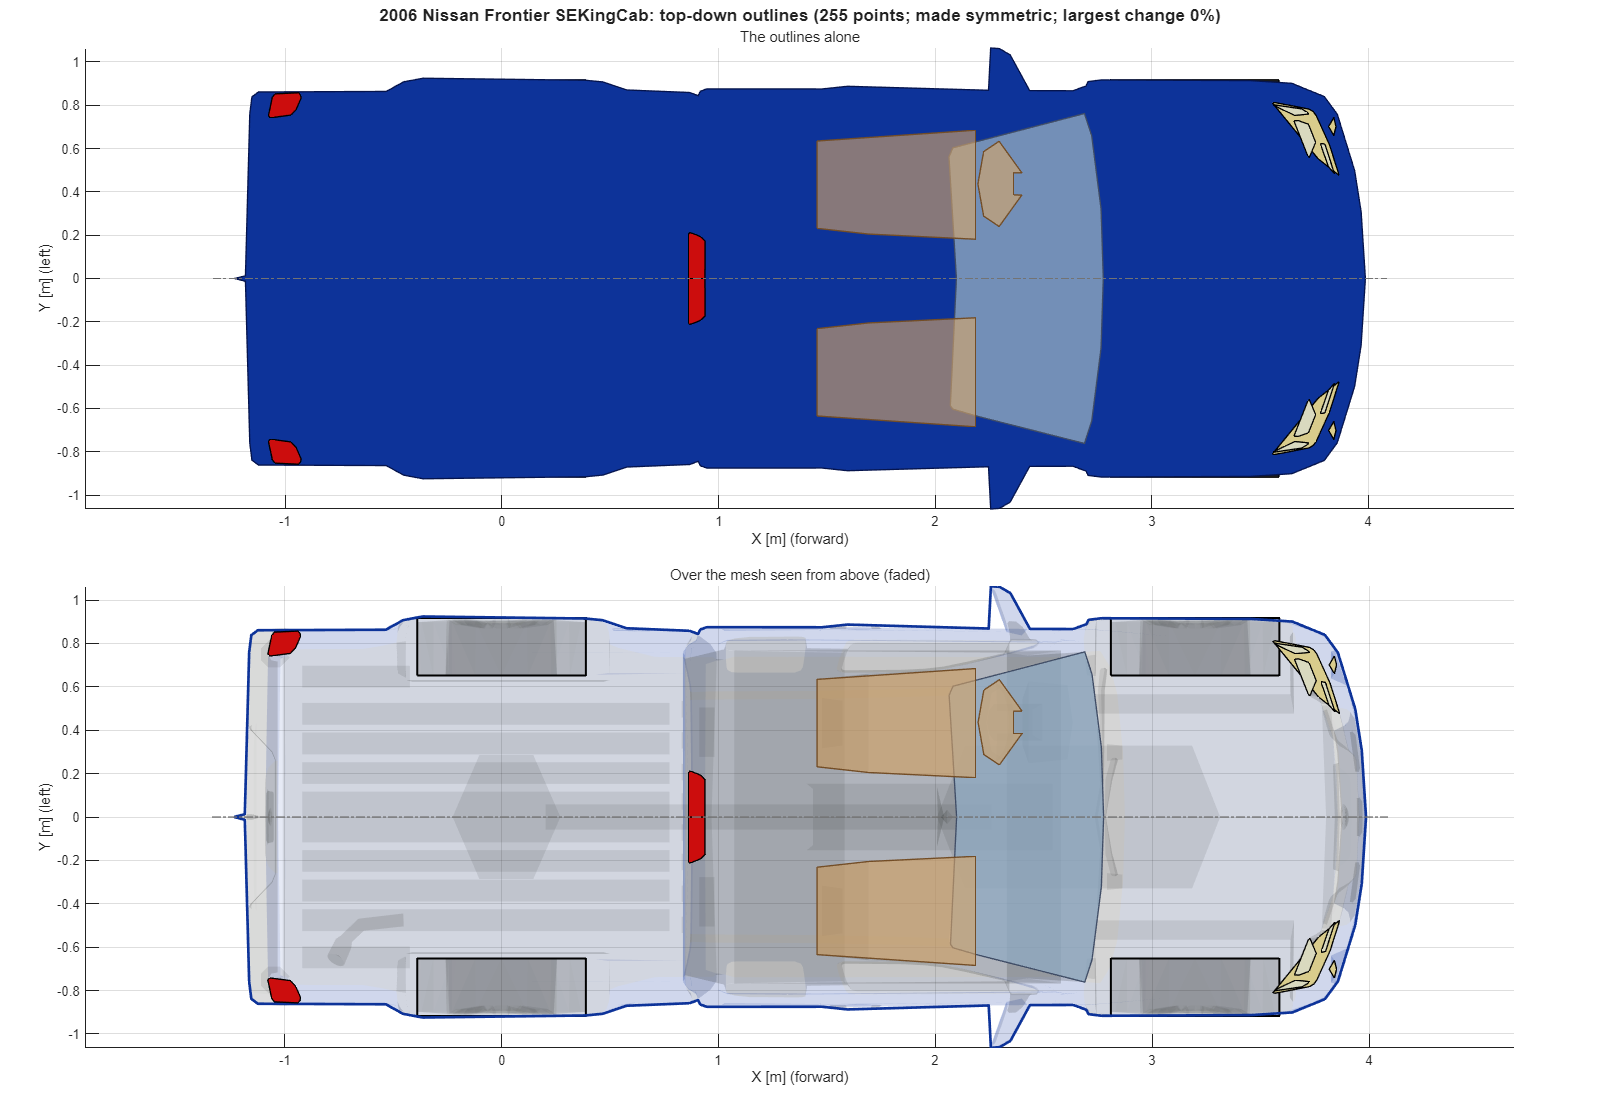 2006 Nissan Frontier SEKingCab: top-down outlines (255 points; made symmetric; largest change 0%)
The outlines alone
1
0.8
0.6
0.4
0.2
0
-0.2
-0.4
-0.6
-0.8
-1
Y [m] (left)
-1 0 1 2 3 4
X [m] (forward)
Over the mesh seen from above (faded)
1
0.8
0.6
0.4
0.2
0
-0.2
-0.4
-0.6
-0.8
-1
Y [m] (left)
-1 0 1 2 3 4
X [m] (forward)